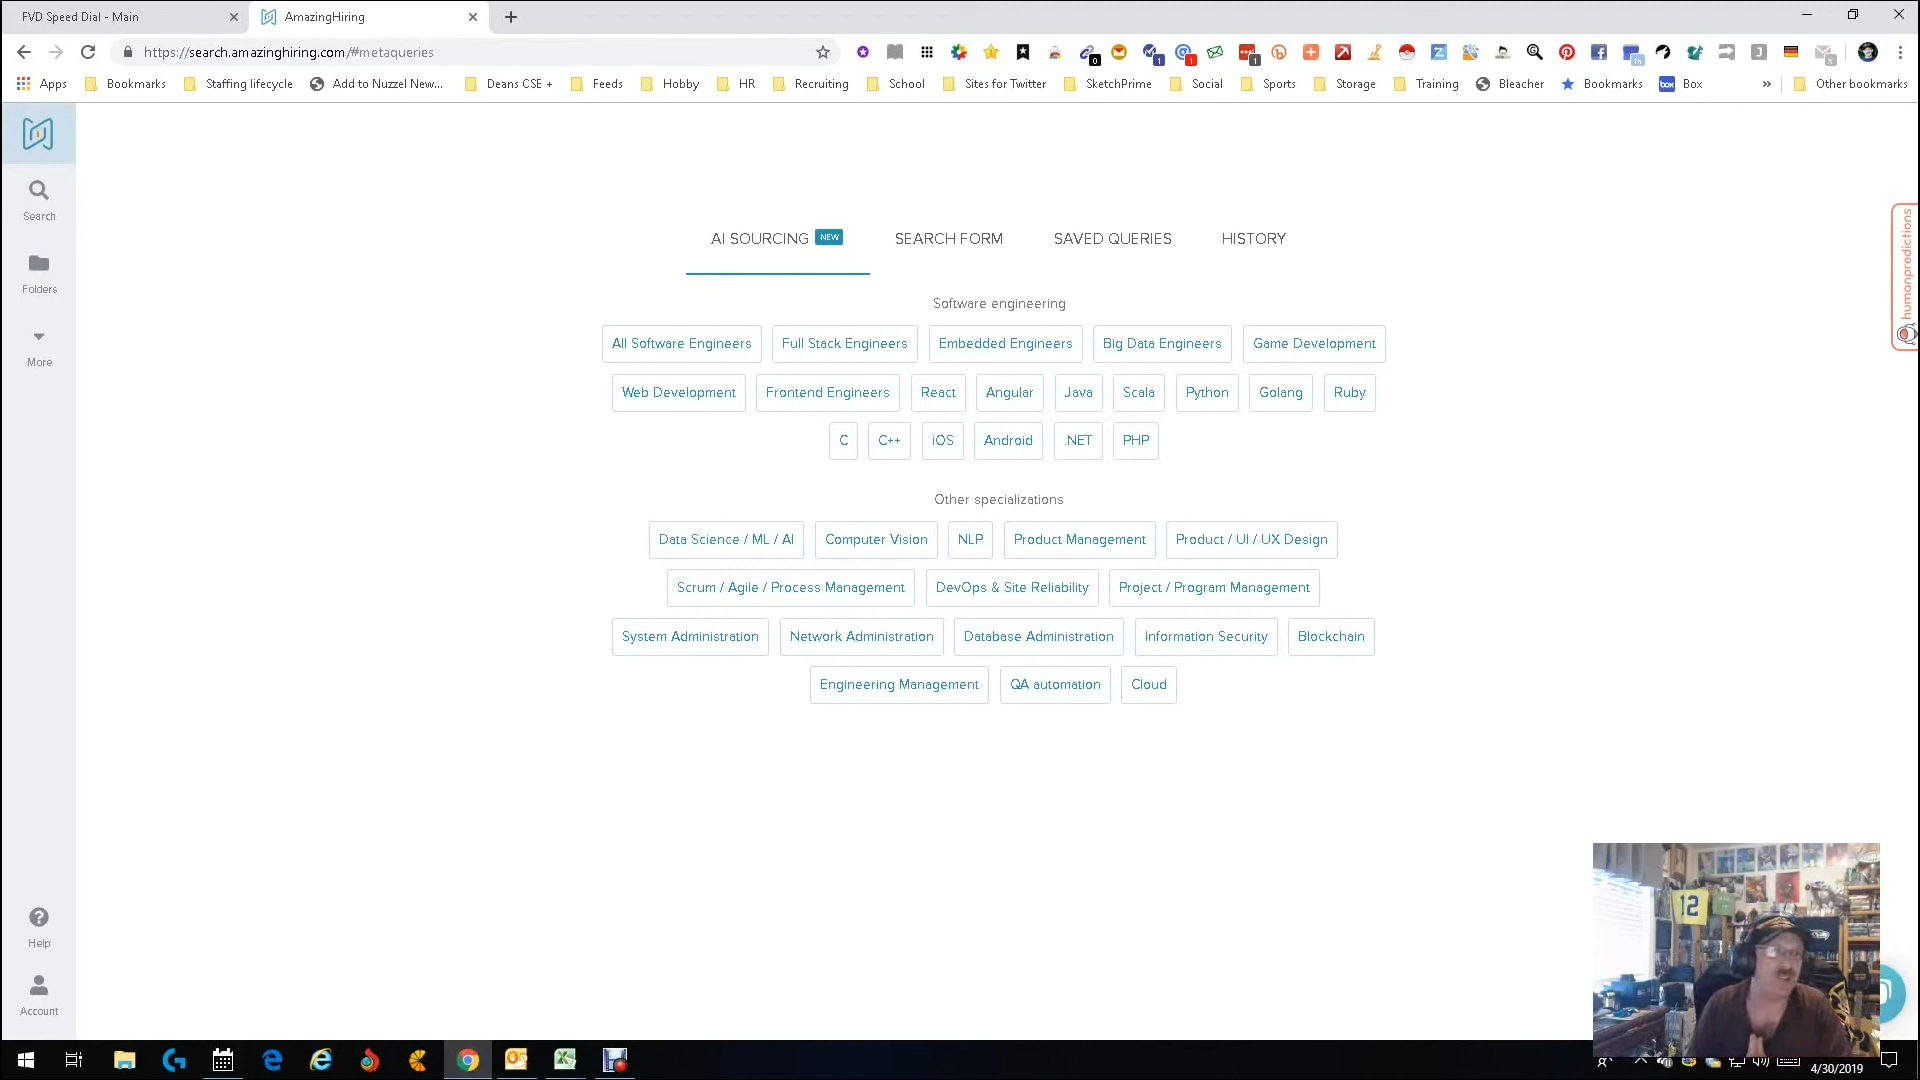 FVD Speed Dial - Main
AmazingHiring
https://search.amazinghiring.com/#metaqueries
0
1
1
1
1h
X
Apps
Bookmarks
Staffing lifecycle
Add to Nuzzel New...
Deans CSE +
Feeds
Hobby
HR
Recruiting
School
Sites for Twitter
SketchPrime
Social
Sports
Storage
Training
Bleacher
Bookmarks
box Box
» Other bookmarks
Search
Folders
More
Help
Account
AI SOURCING NEW SEARCH FORM SAVED QUERIES HISTORY
Software engineering
All Software Engineers Full Stack Engineers Embedded Engineers Big Data Engineers Game Development
Web Development Frontend Engineers React Angular Java Scala Python Golang Ruby
C C++ iOS Android .NET PHP
Other specializations
Data Science / ML / AI Computer Vision NLP Product Management Product / UI / UX Design
Scrum / Agile / Process Management DevOps & Site Reliability Project / Program Management
System Administration Network Administration Database Administration Information Security Blockchain
Engineering Management QA automation Cloud
humanpredictions
12
4/30/2019